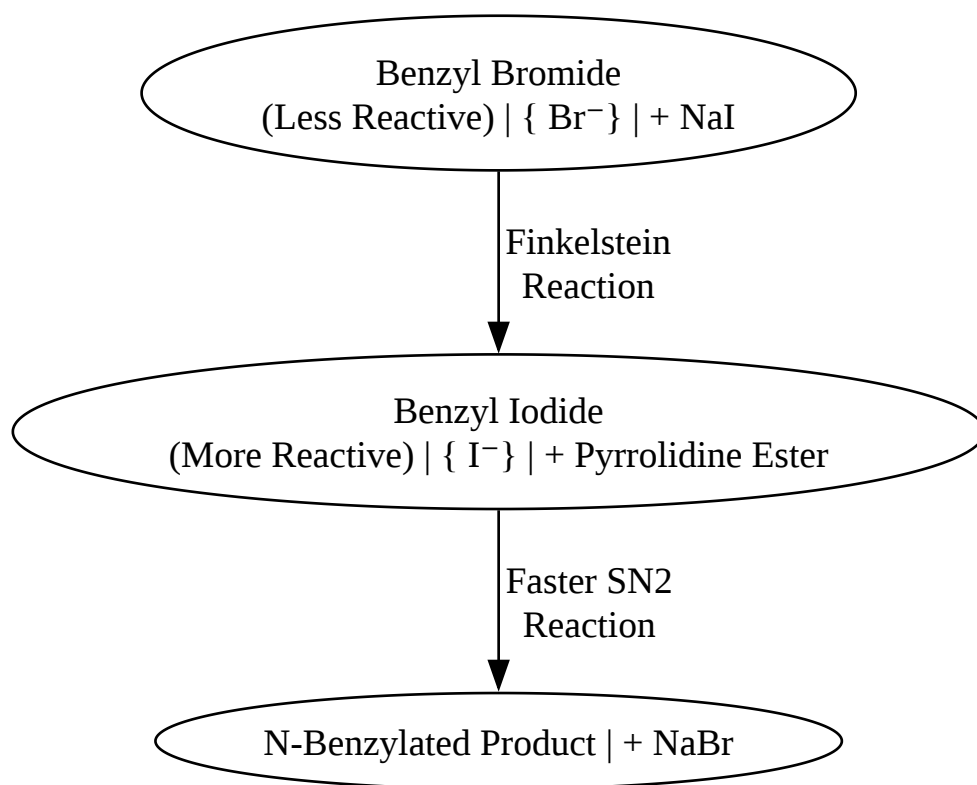 Benzyl Bromide
(Less Reactive) | { Br⁻} | + NaI
Finkelstein
Reaction
Benzyl Iodide
(More Reactive) | { I⁻} | + Pyrrolidine Ester
Faster SN2
Reaction
N-Benzylated Product | + NaBr